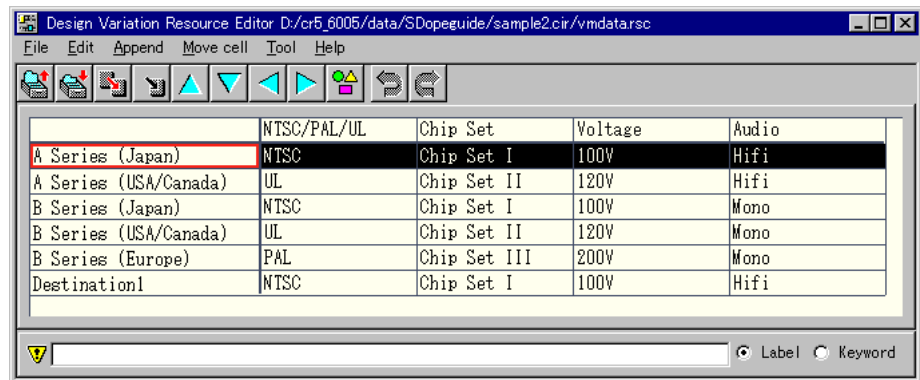 Design Variation Resource Editor D:/cr5_6005/data/SDopeguide/sample2.cir/vmdata.rsc
File Edit Append Move cell Tool Help
NTSC/PAL/UL Chip Set Voltage Audio
A Series (Japan) NTSC Chip Set I 100V Hifi
A Series (USA/Canada) UL Chip Set II 120V Hifi
B Series (Japan) NTSC Chip Set I 100V Mono
B Series (USA/Canada) UL Chip Set II 120V Mono
B Series (Europe) PAL Chip Set III 200V Mono
Destination1 NTSC Chip Set I 100V Hifi
Label Keyword